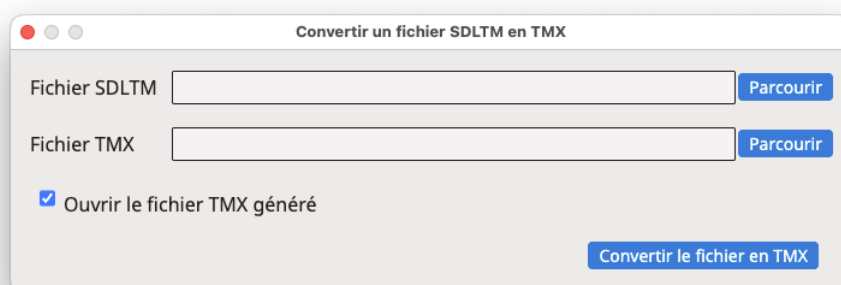 Convertir un fichier SDLTM en TMX
Fichier SDLTM Parcourir
Fichier TMX Parcourir
Ouvrir le fichier TMX généré
Convertir le fichier en TMX